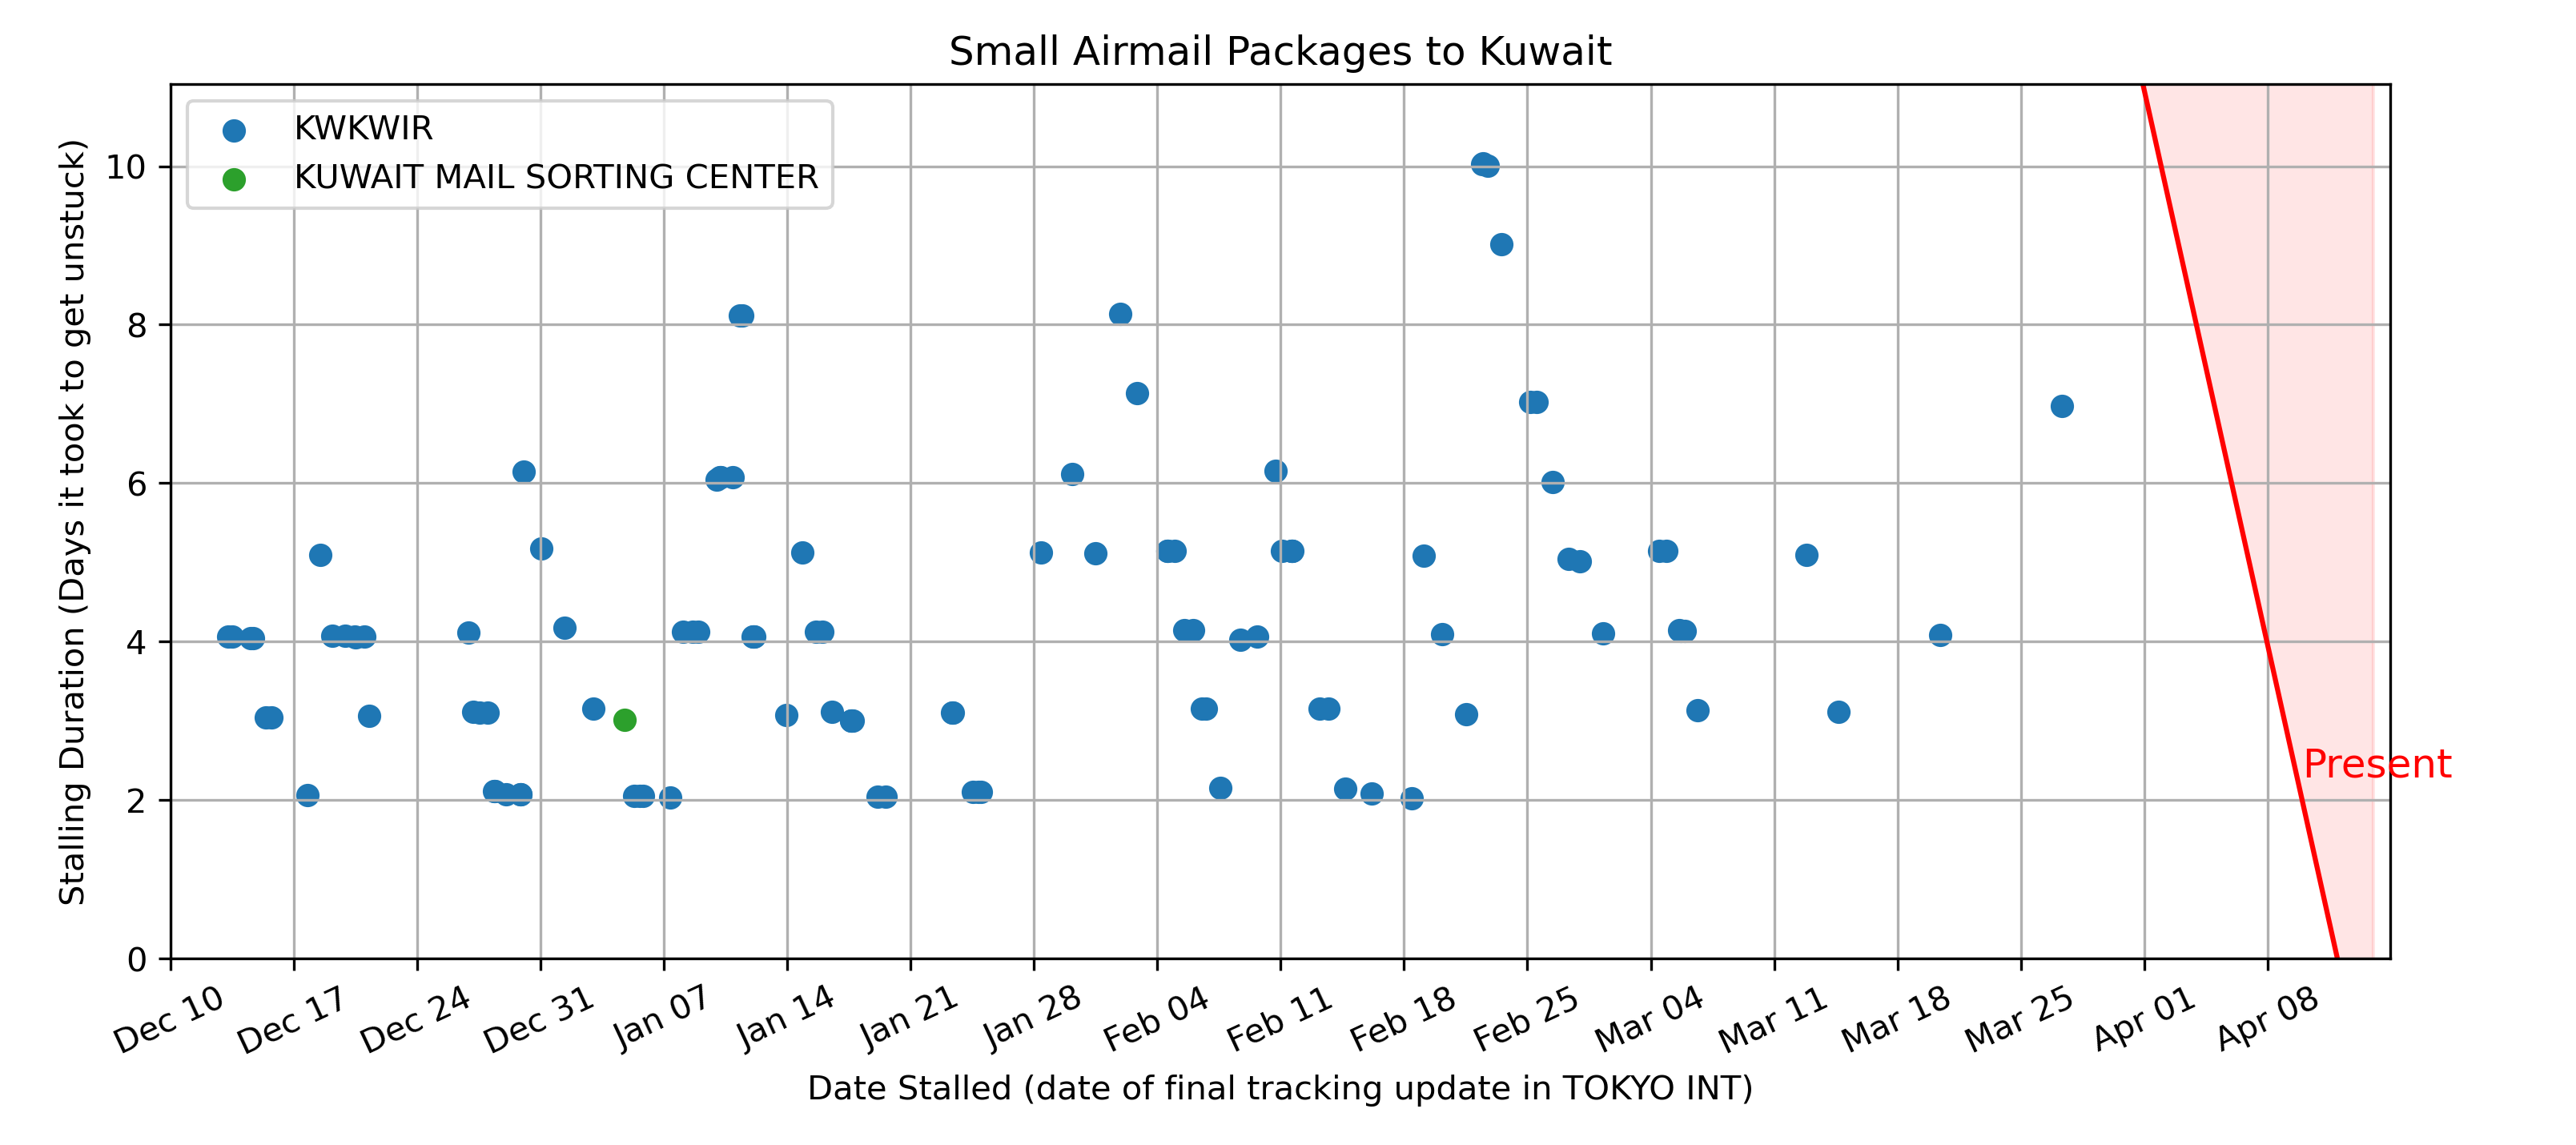 Small Airmail Packages to Kuwait
KWKWIR
KUWAIT MAIL SORTING CENTER
Stalling Duration (Days it took to get unstuck)
10
8
6
4
2
0
Present
Dec 10
Dec 17
Dec 24
Dec 31
Jan 07
Jan 14
Jan 21
Jan 28
Feb 04
Feb 11
Feb 18
Feb 25
Mar 04
Mar 11
Mar 18
Mar 25
Apr 01
Apr 08
Date Stalled (date of final tracking update in TOKYO INT)